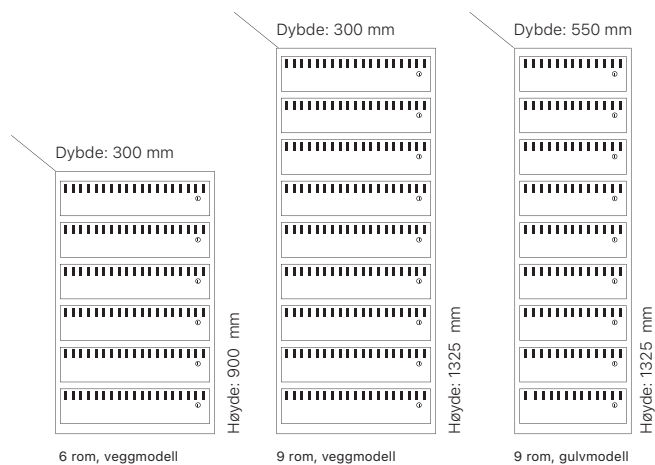 Dybde: 300 mm
Høyde: 900 mm
6 rom, veggmodell
Dybde: 300 mm
Høyde: 1325 mm
9 rom, veggmodell
Dybde: 550 mm
Høyde: 1325 mm
9 rom, gulvmodell